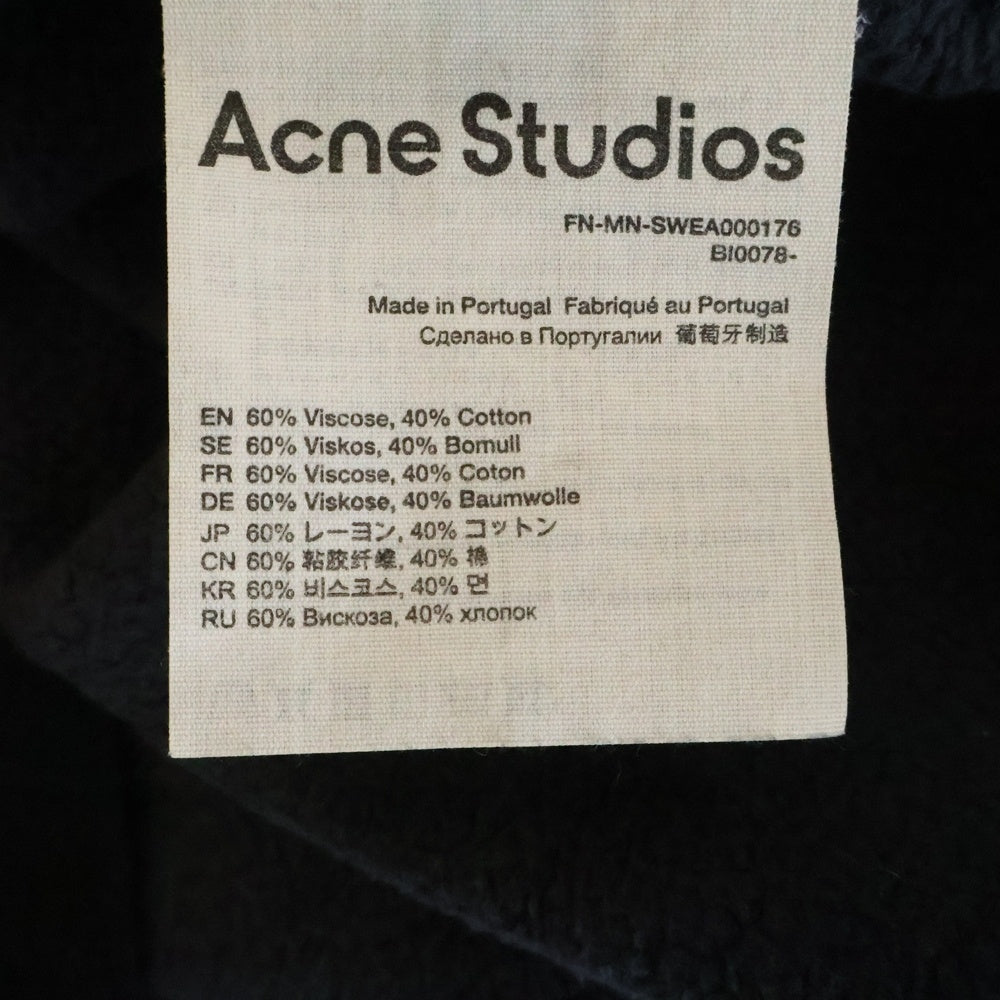 Acne Studios
FN-MN-SWEA000176
BI0078-
Made in Portugal Fabriqué au Portugal
Сделано в Португалии 葡萄牙制造
EN 60% Viscose, 40% Cotton
SE 60% Viskos, 40% Bomull
FR 60% Viscose, 40% Coton
DE 60% Viskose, 40% Baumwolle
JP 60% レーヨン, 40% コットン
CN 60% 粘胶纤维, 40% 棉
KR 60% 비스코스, 40% 면
RU 60% Вискоза, 40% хлопок